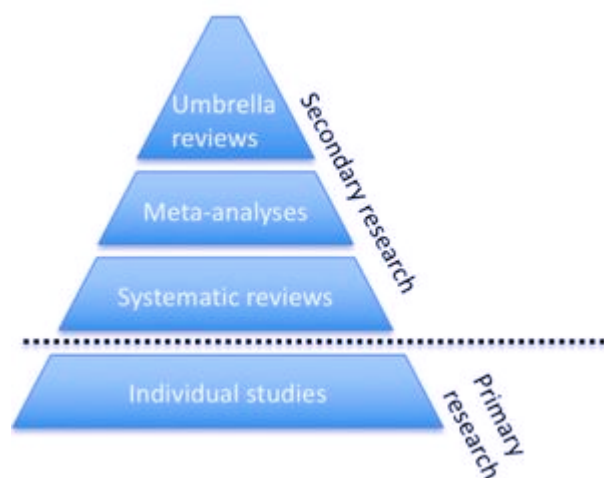 Umbrella
reviews
Secondary research
Meta-analyses
Systematic reviews
Individual studies
Primary
research